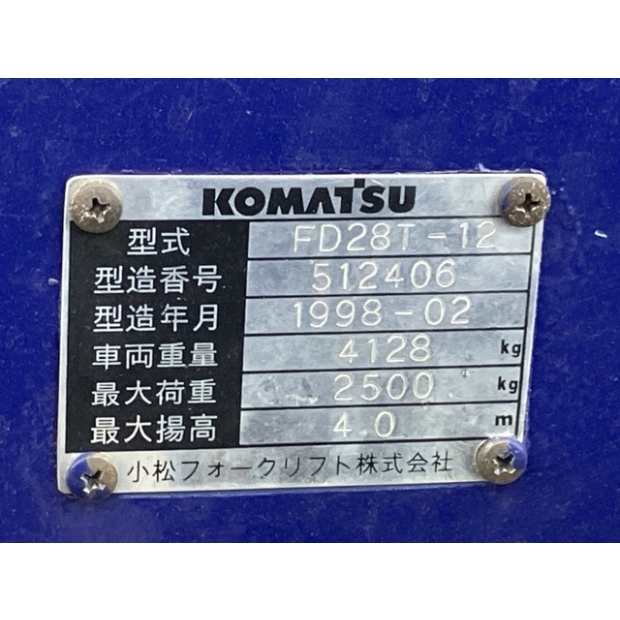 KOMATSU
型式 FD28T-12
型造番号 512406
型造年月 1998-02
車両重量 4128 kg
最大荷重 2500 kg
最大揚高 4.0 m
小松フォークリフト株式会社